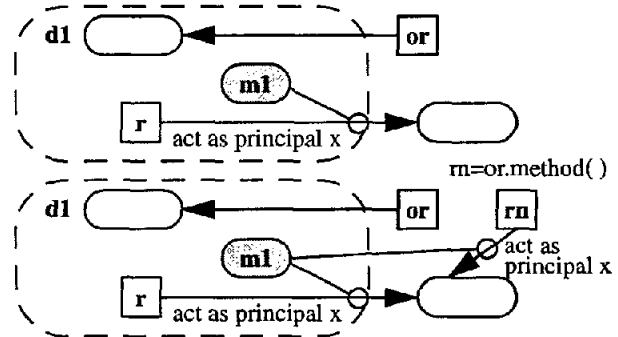 d1
or
m1
r
act as principal x
rn=or.method( )
d1
or
rn
m1
act as
principal x
r
act as principal x